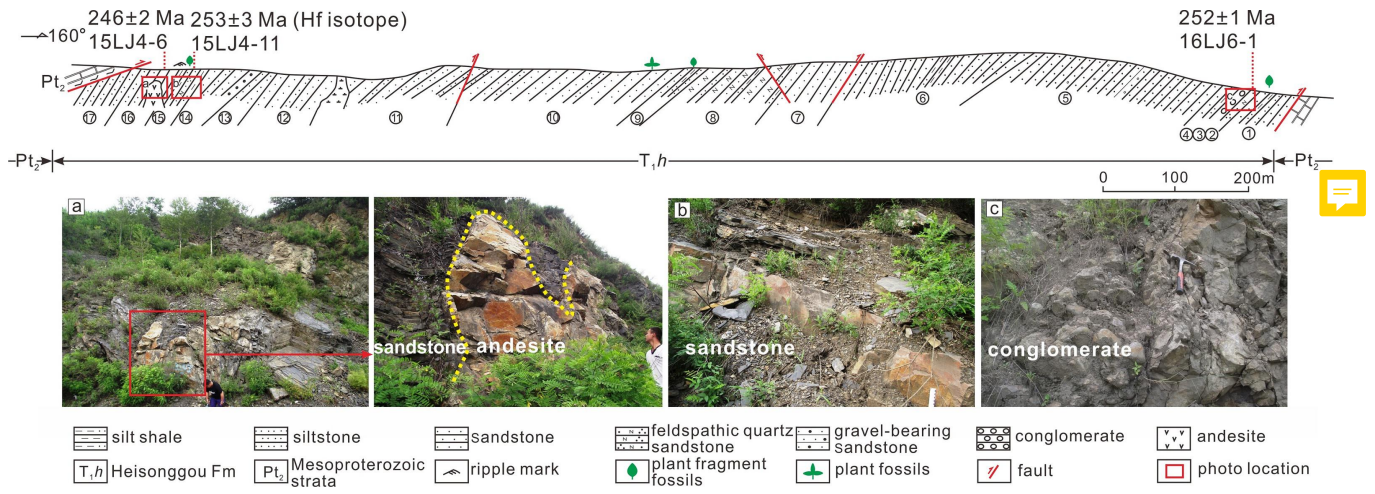 246±2 Ma 253±3 Ma (Hf isotope)
15LJ4-6 15LJ4-11
160°
252±1 Ma
16LJ6-1
Pt₂
a b c
⑰ ⑯ ⑮ ⑭ ⑬ ⑫ ⑪ ⑩ ⑨ ⑧ ⑦ ⑥ ⑤ ④ ③ ② ①
N N N N
Pt₂ T₁h Pt₂
0 100 200m
a
sandstone andesite
b
sandstone
c
conglomerate
silt shale
siltstone
sandstone
feldspathic quartz
sandstone
gravel-bearing
sandstone
conglomerate
andesite
T₁h Heisonggou Fm
Pt₂ Mesoproterozoic
strata
ripple mark
plant fragment
fossils
plant fossils
fault
photo location